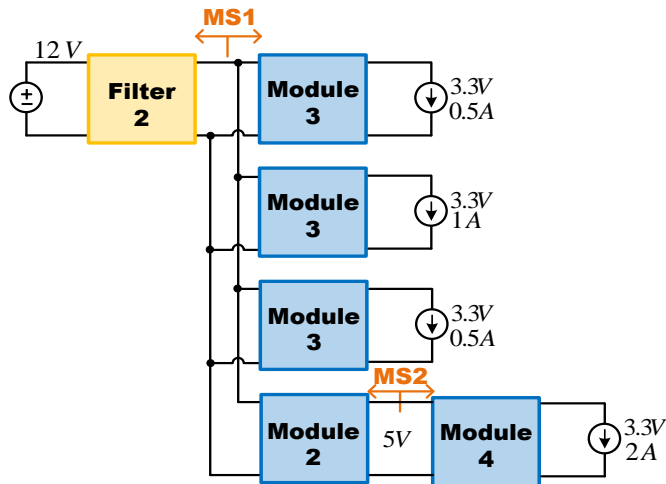 MS1
12V
Filter
2
Module
3
3.3V
0.5A
Module
3
3.3V
1A
Module
3
3.3V
0.5A
MS2
Module
2
5V
Module
4
3.3V
2A